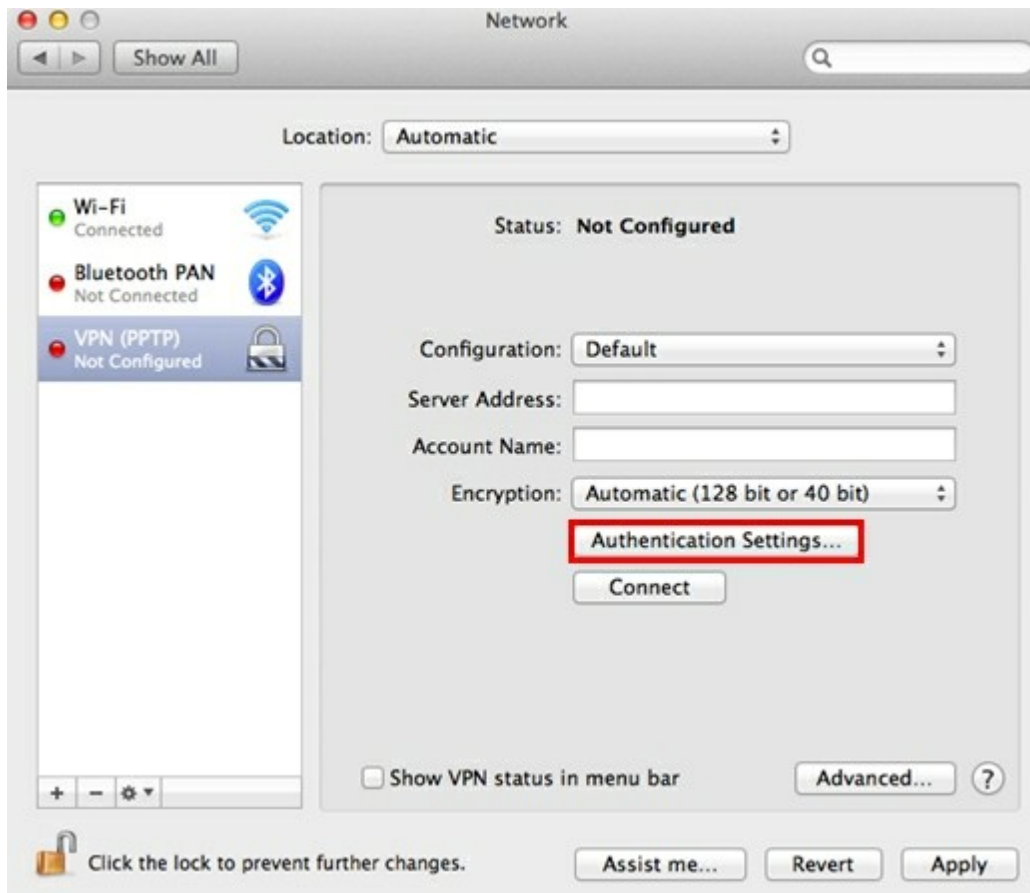 Network
Show All
Location: Automatic
Wi-Fi
Connected
Bluetooth PAN
Not Connected
VPN (PPTP)
Not Configured
Status: Not Configured
Configuration: Default
Server Address:
Account Name:
Encryption: Automatic (128 bit or 40 bit)
Authentication Settings...
Connect
Show VPN status in menu bar
Advanced... ?
Click the lock to prevent further changes.
Assist me... Revert Apply